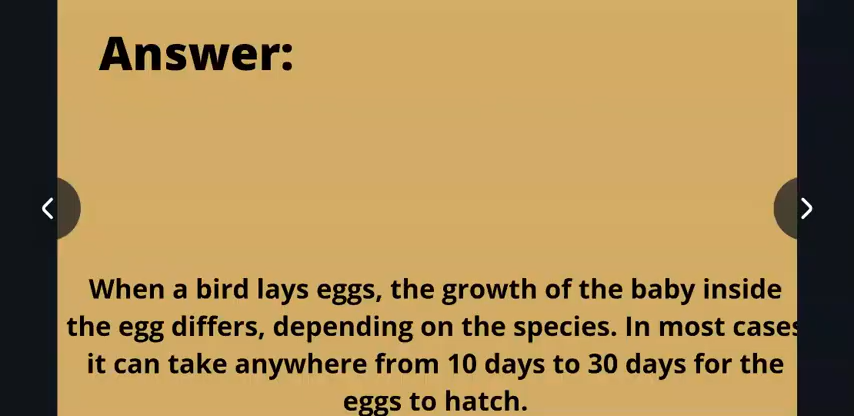 Answer:
When a bird lays eggs, the growth of the baby inside
the egg differs, depending on the species. In most cases
it can take anywhere from 10 days to 30 days for the
eggs to hatch.